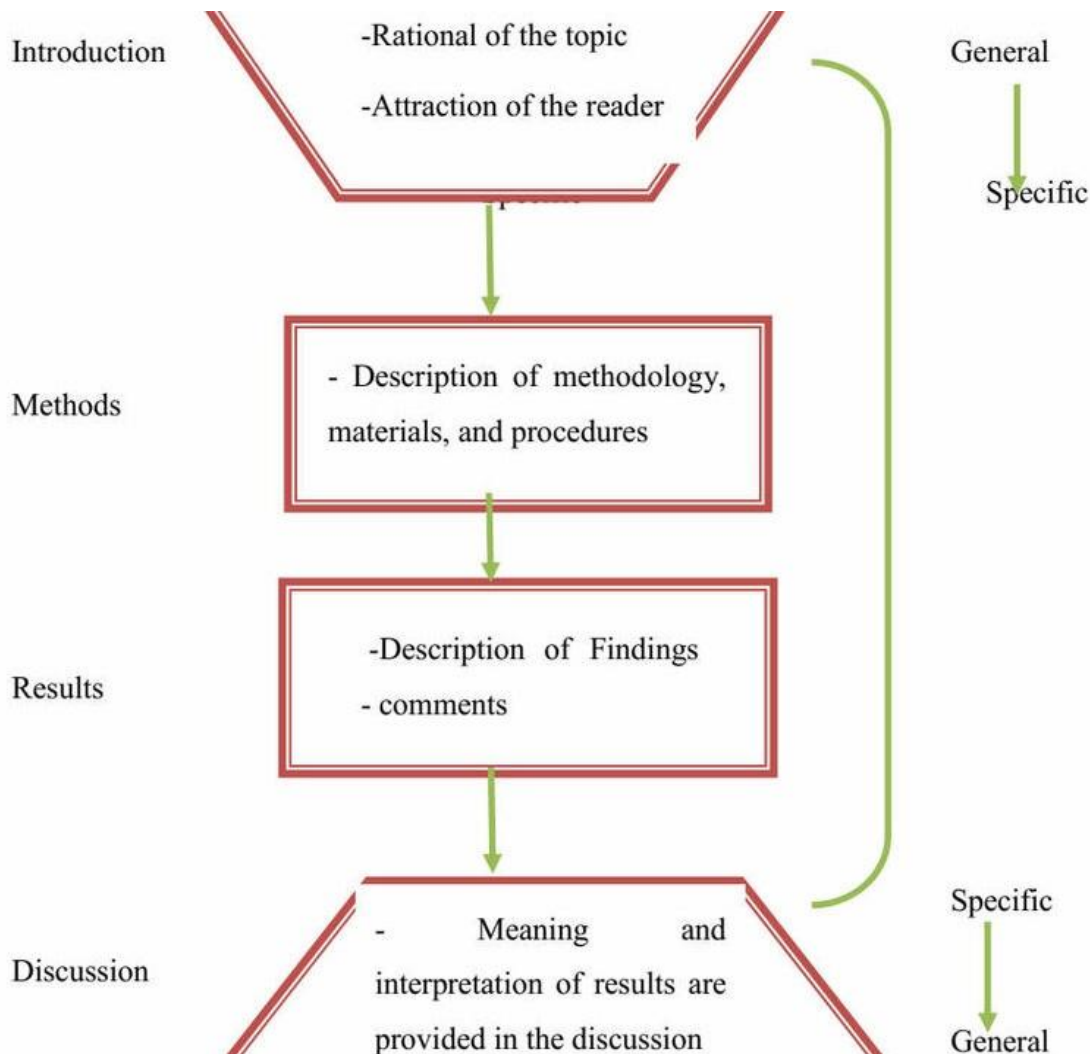 -Rational of the topic
Introduction
General
-Attraction of the reader
Specific
- Description of methodology,
Methods
materials, and procedures
-Description of Findings
Results
- comments
Specific
- Meaning and
Discussion
interpretation of results are
provided in the discussion
General